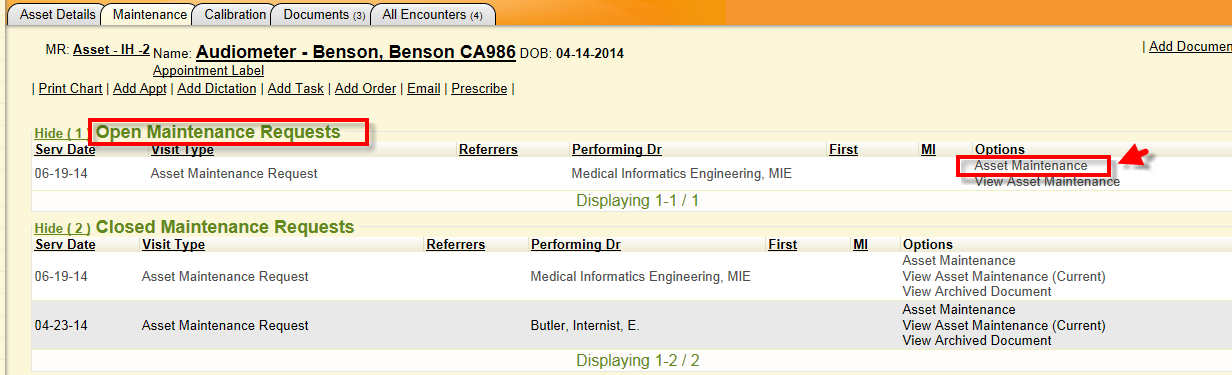 Asset Details Maintenance Calibration Documents (3) All Encounters (4)
MR: Asset - IH -2 Name: Audiometer - Benson, Benson CA986 DOB: 04-14-2014 | Add Documen
Appointment Label
| Print Chart | Add Appt | Add Dictation | Add Task | Add Order | Email | Prescribe |
Hide ( 1 ) Open Maintenance Requests
Serv Date Visit Type Referrers Performing Dr First MI Options
06-19-14 Asset Maintenance Request Medical Informatics Engineering, MIE Asset Maintenance
View Asset Maintenance
Displaying 1-1 / 1
Hide ( 2 ) Closed Maintenance Requests
Serv Date Visit Type Referrers Performing Dr First MI Options
06-19-14 Asset Maintenance Request Medical Informatics Engineering, MIE Asset Maintenance
View Asset Maintenance (Current)
View Archived Document
04-23-14 Asset Maintenance Request Butler, Internist, E. Asset Maintenance
View Asset Maintenance (Current)
View Archived Document
Displaying 1-2 / 2